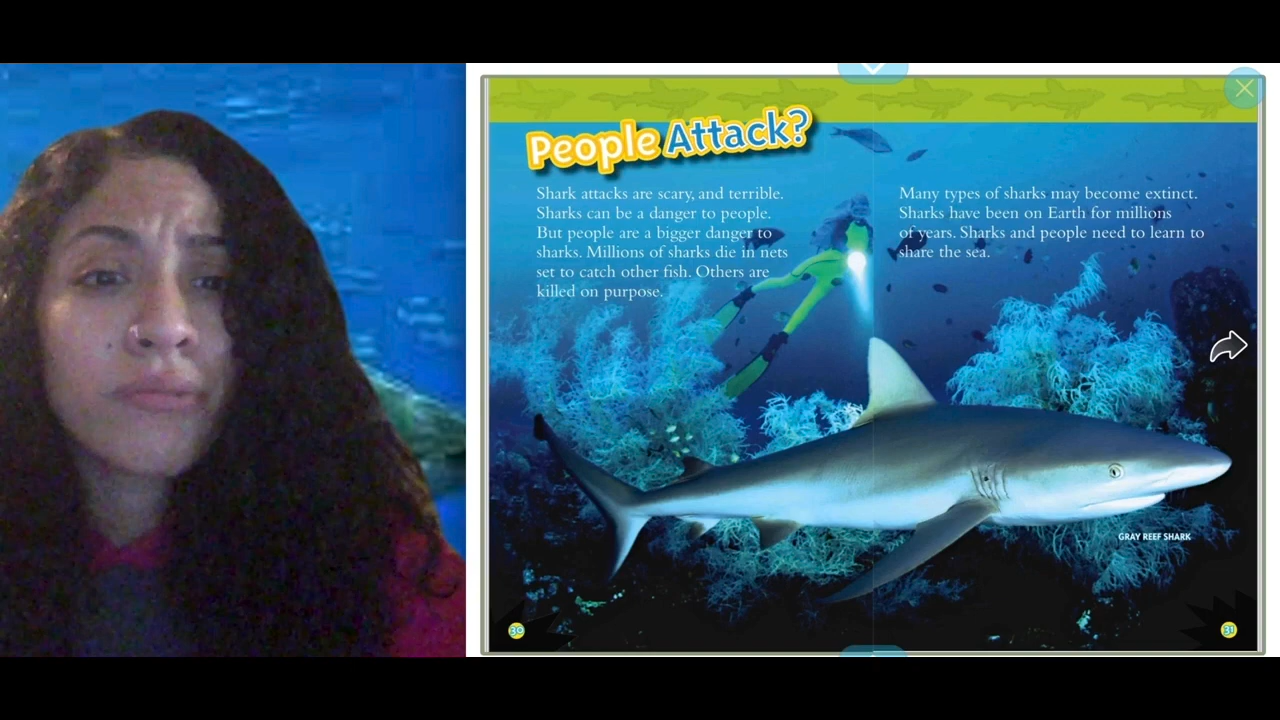 People Attack?
Shark attacks are scary, and terrible.
Sharks can be a danger to people.
But people are a bigger danger to
sharks. Millions of sharks die in nets
set to catch other fish. Others are
killed on purpose.
Many types of sharks may become extinct.
Sharks have been on Earth for millions
of years. Sharks and people need to learn to
share the sea.
GRAY REEF SHARK
30
31